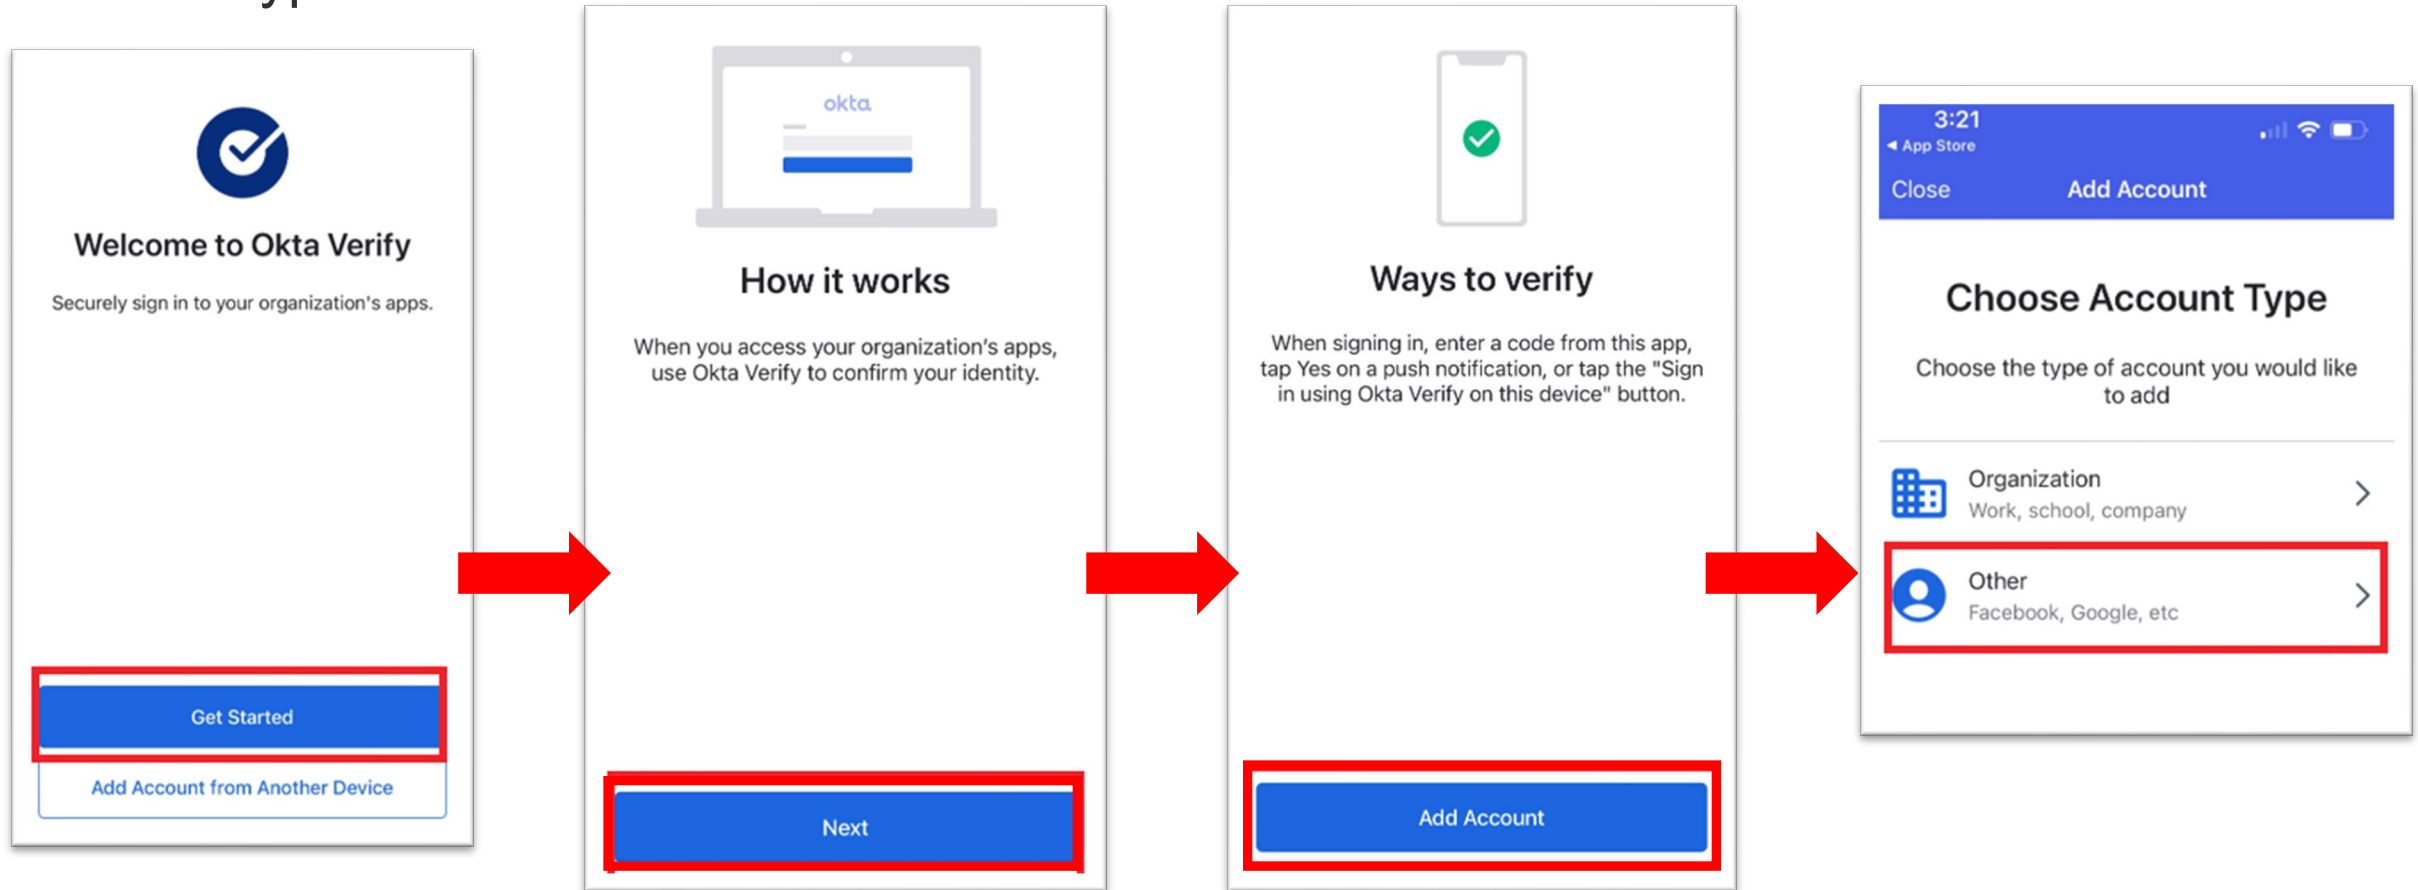 Welcome to Okta Verify
Securely sign in to your organization's apps.
Get Started
Add Account from Another Device
okta
How it works
When you access your organization's apps,
use Okta Verify to confirm your identity.
Next
Ways to verify
When signing in, enter a code from this app,
tap Yes on a push notification, or tap the "Sign
in using Okta Verify on this device" button.
Add Account
3:21
◄ App Store
Close
Add Account
Choose Account Type
Choose the type of account you would like
to add
Organization
Work, school, company
Other
Facebook, Google, etc